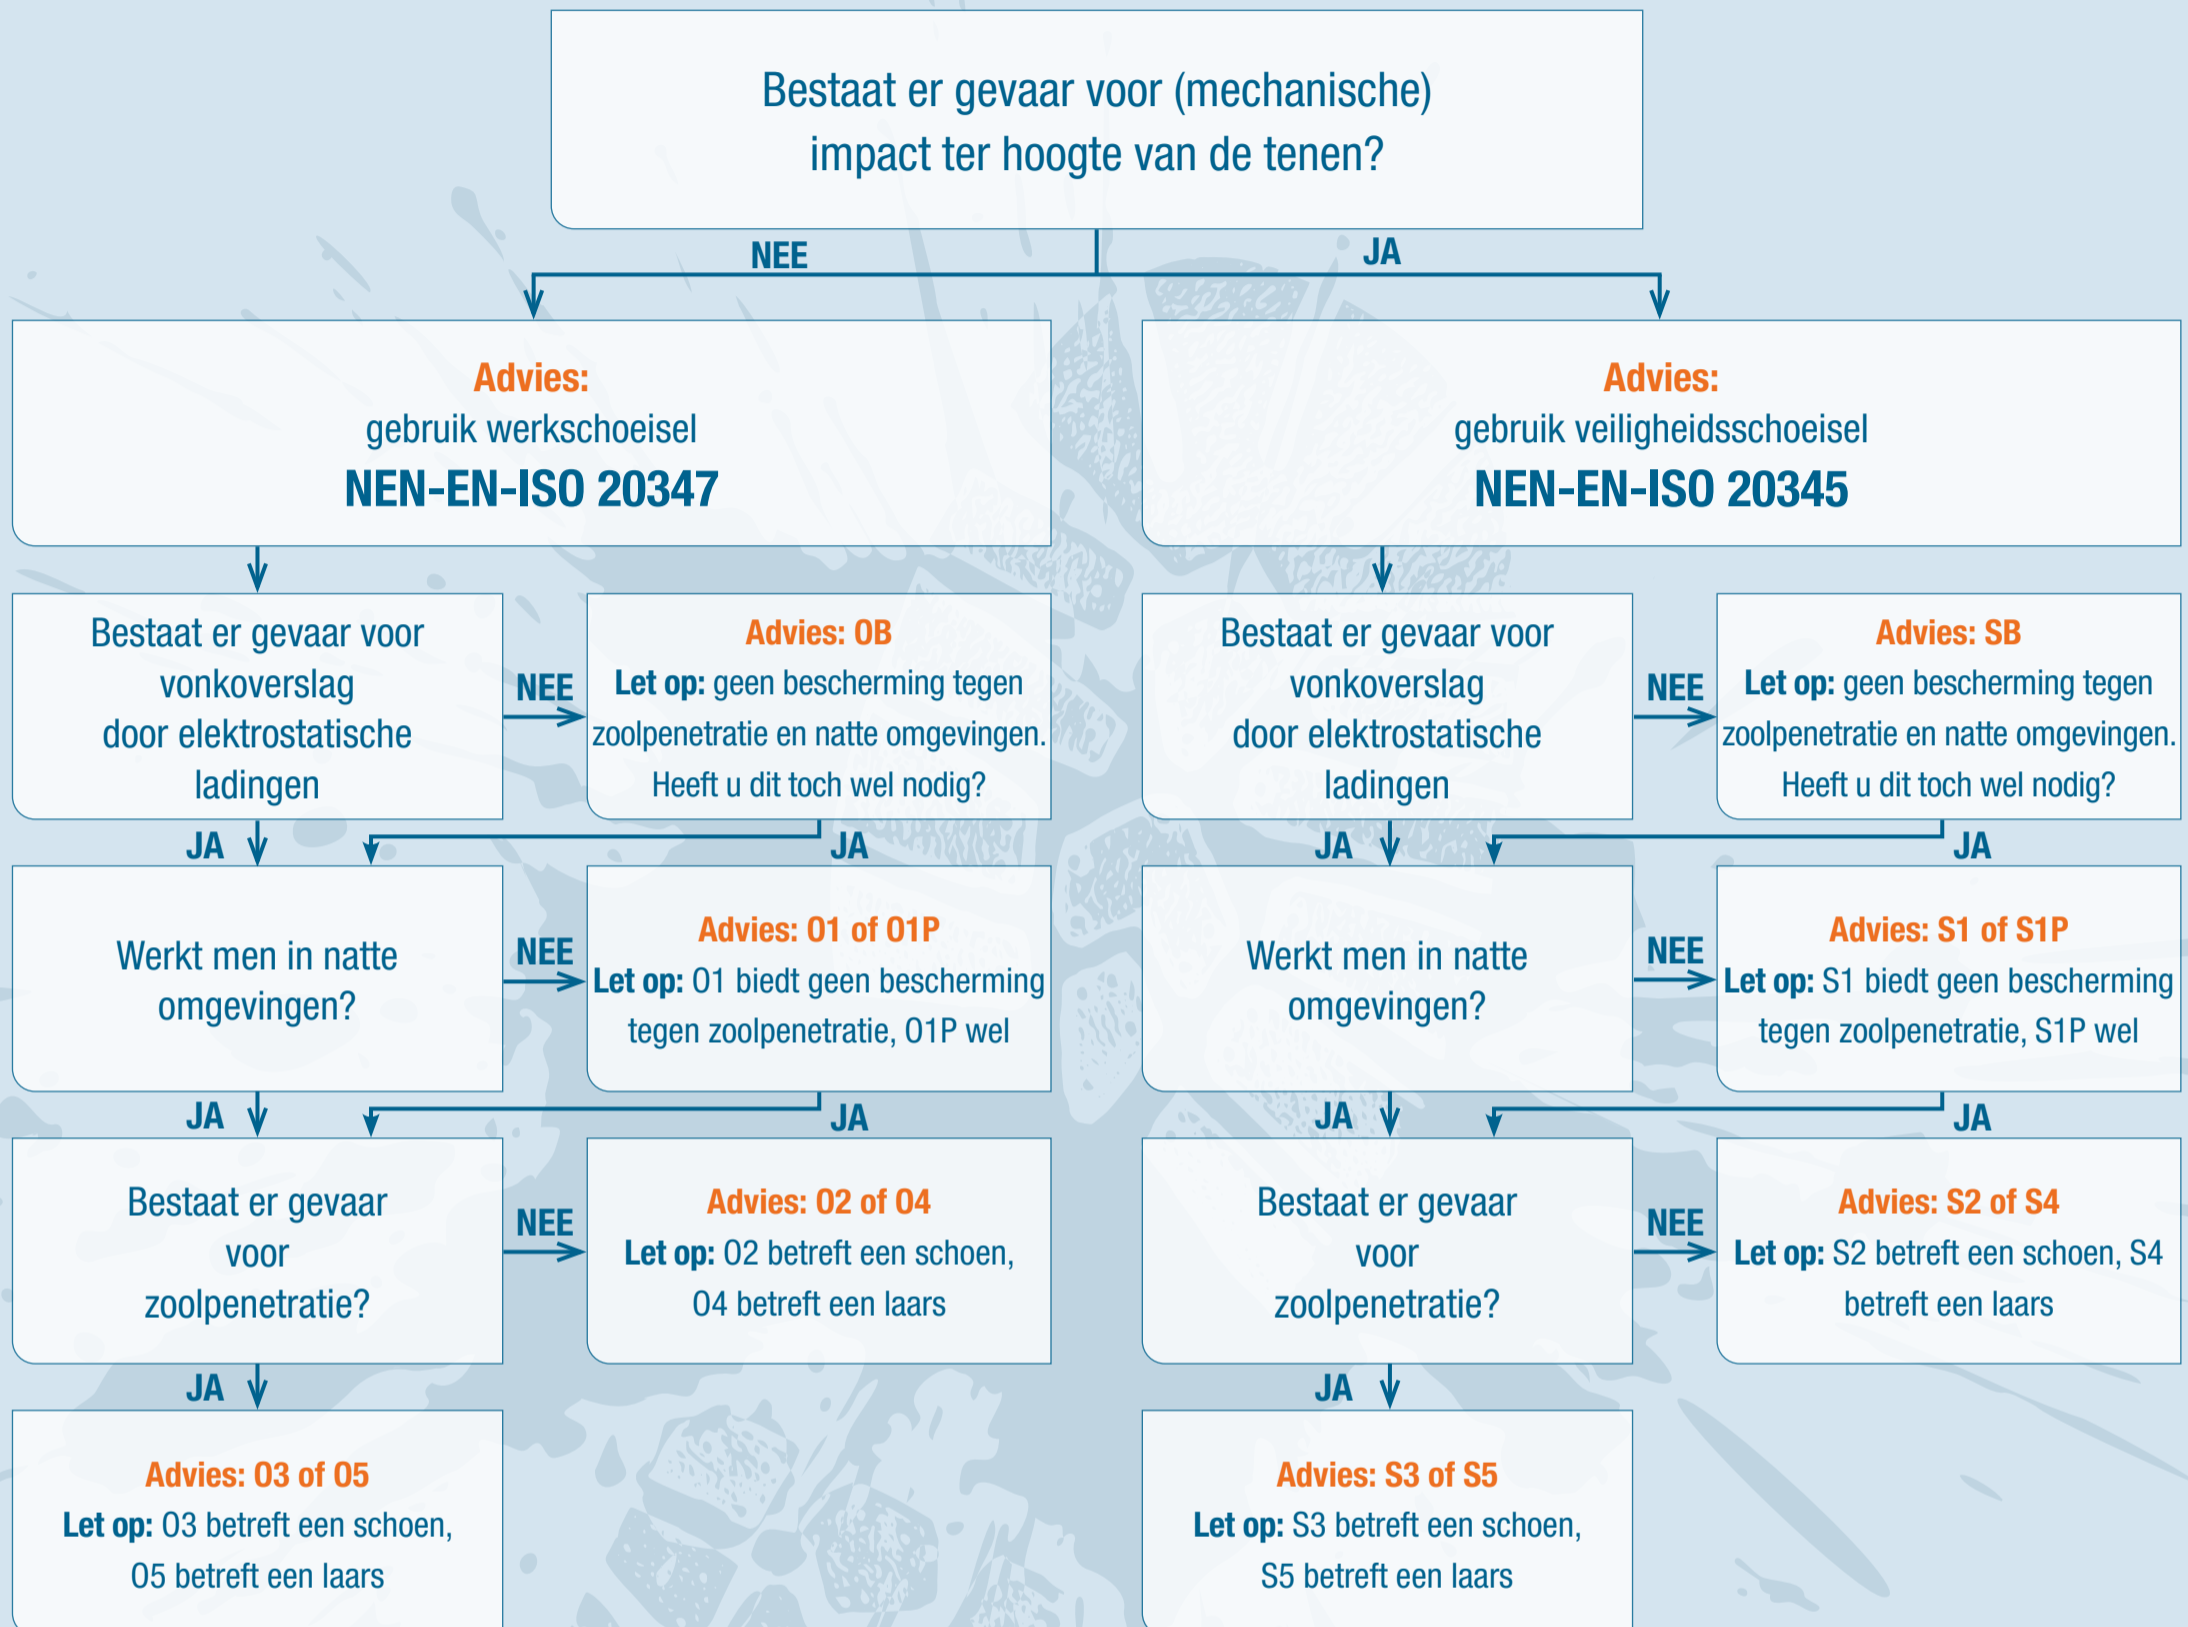 Bestaat er gevaar voor (mechanische)
impact ter hoogte van de tenen?
NEE
JA
Advies:
gebruik werkschoeisel
NEN-EN-ISO 20347
Advies:
gebruik veiligheidsschoeisel
NEN-EN-ISO 20345
Bestaat er gevaar voor
vonkoverslag
door elektrostatische
ladingen
NEE
Advies: OB
Let op: geen bescherming tegen
zoolpenetratie en natte omgevingen.
Heeft u dit toch wel nodig?
Bestaat er gevaar voor
vonkoverslag
door elektrostatische
ladingen
NEE
Advies: SB
Let op: geen bescherming tegen
zoolpenetratie en natte omgevingen.
Heeft u dit toch wel nodig?
JA
JA
JA
JA
Werkt men in natte
omgevingen?
NEE
Advies: O1 of O1P
Let op: O1 biedt geen bescherming
tegen zoolpenetratie, O1P wel
Werkt men in natte
omgevingen?
NEE
Advies: S1 of S1P
Let op: S1 biedt geen bescherming
tegen zoolpenetratie, S1P wel
JA
JA
JA
JA
Bestaat er gevaar
voor
zoolpenetratie?
NEE
Advies: O2 of O4
Let op: O2 betreft een schoen,
O4 betreft een laars
Bestaat er gevaar
voor
zoolpenetratie?
NEE
Advies: S2 of S4
Let op: S2 betreft een schoen, S4
betreft een laars
JA
JA
Advies: O3 of O5
Let op: O3 betreft een schoen,
O5 betreft een laars
Advies: S3 of S5
Let op: S3 betreft een schoen,
S5 betreft een laars